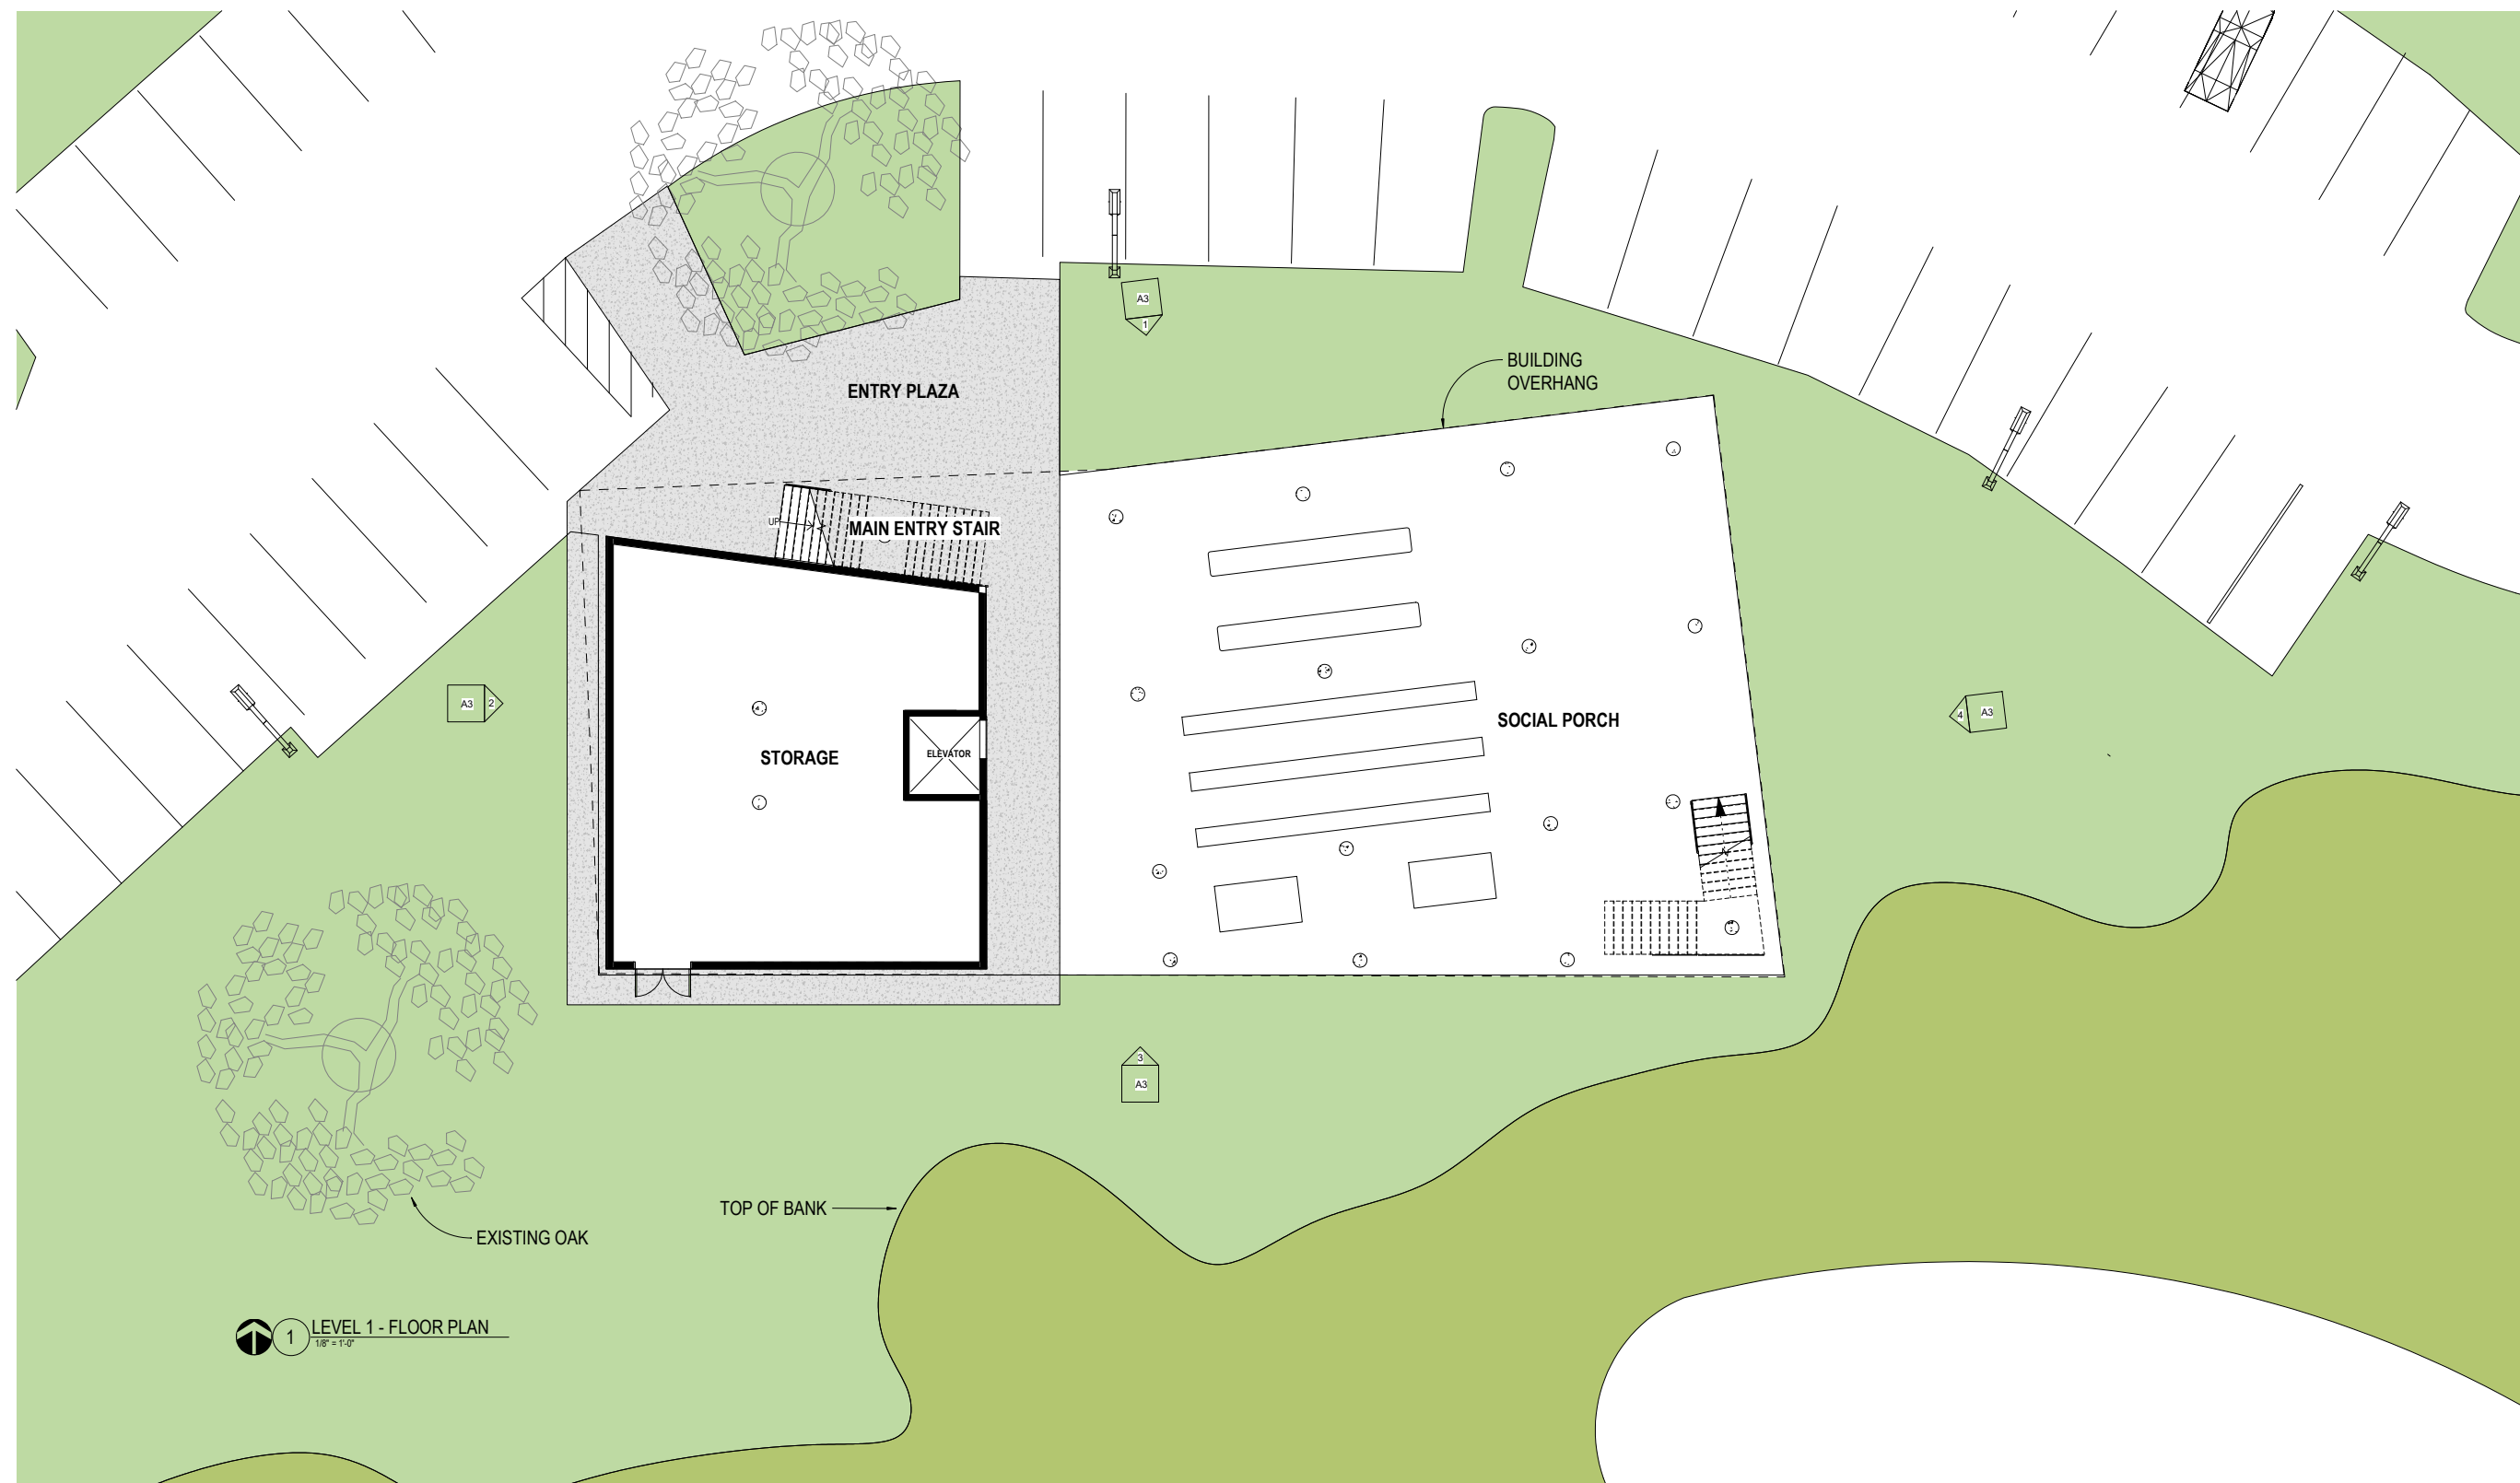 A3
1
BUILDING
OVERHANG
ENTRY PLAZA
UP
MAIN ENTRY STAIR
A3
2
SOCIAL PORCH
4
A3
STORAGE
ELEVATOR
3
A3
TOP OF BANK
EXISTING OAK
1
LEVEL 1 - FLOOR PLAN
1/8" = 1'-0"